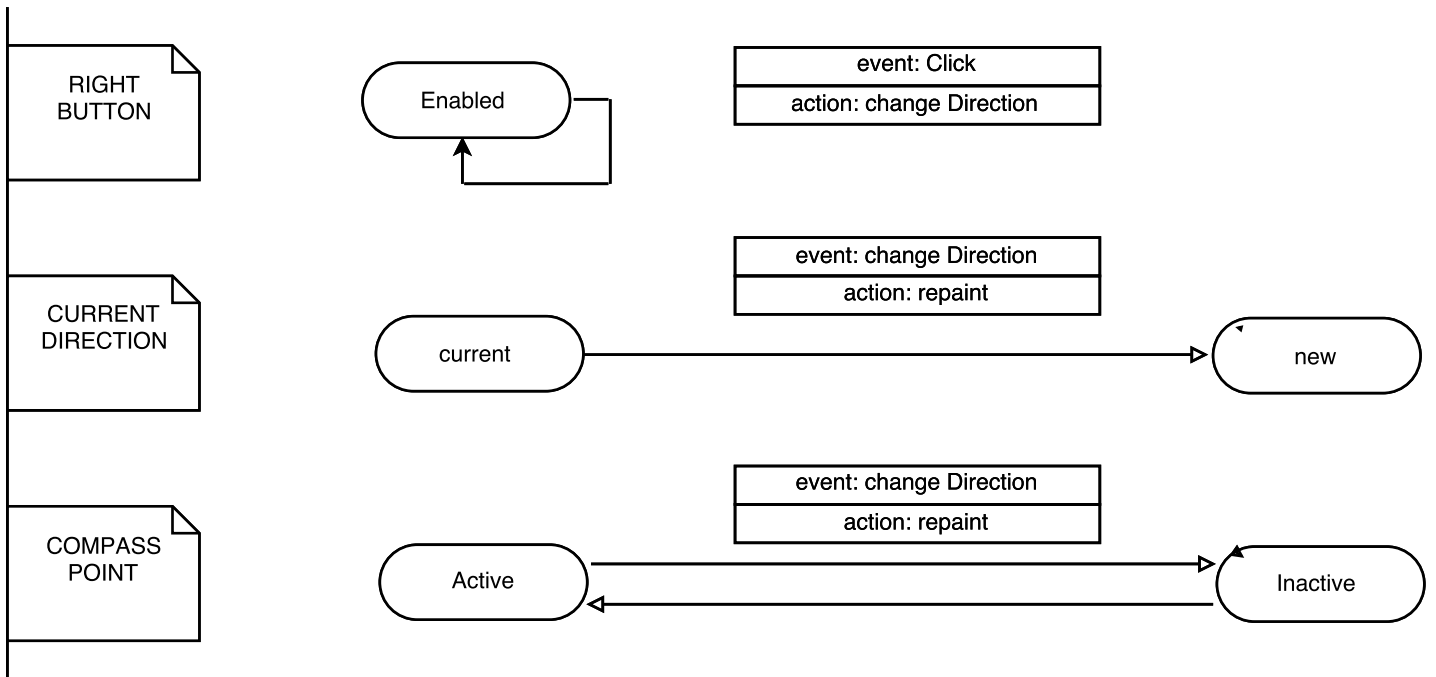 RIGHT
BUTTON
Enabled
event: Click
action: change Direction
CURRENT
DIRECTION
current
event: change Direction
action: repaint
new
COMPASS
POINT
Active
event: change Direction
action: repaint
Inactive